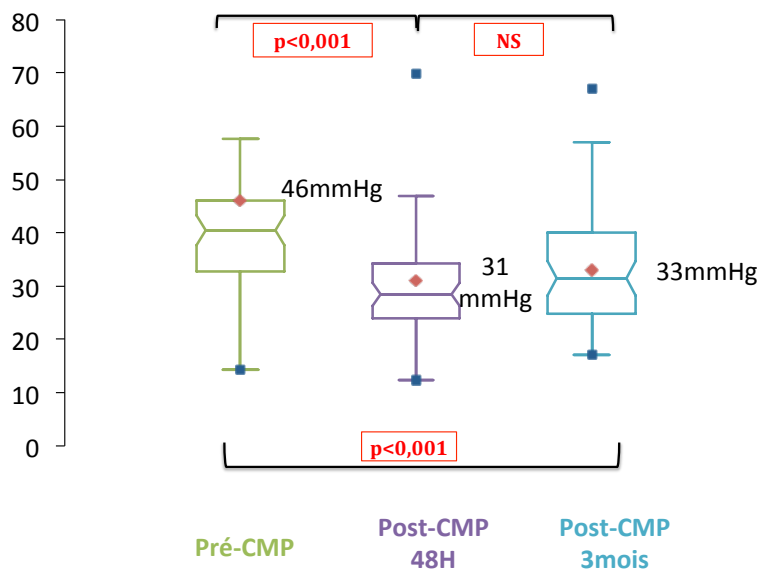 80
70
60
50
40
30
20
10
0
p<0,001
NS
46mmHg
31
mmHg
33mmHg
p<0,001
Pré-CMP
Post-CMP
48H
Post-CMP
3mois